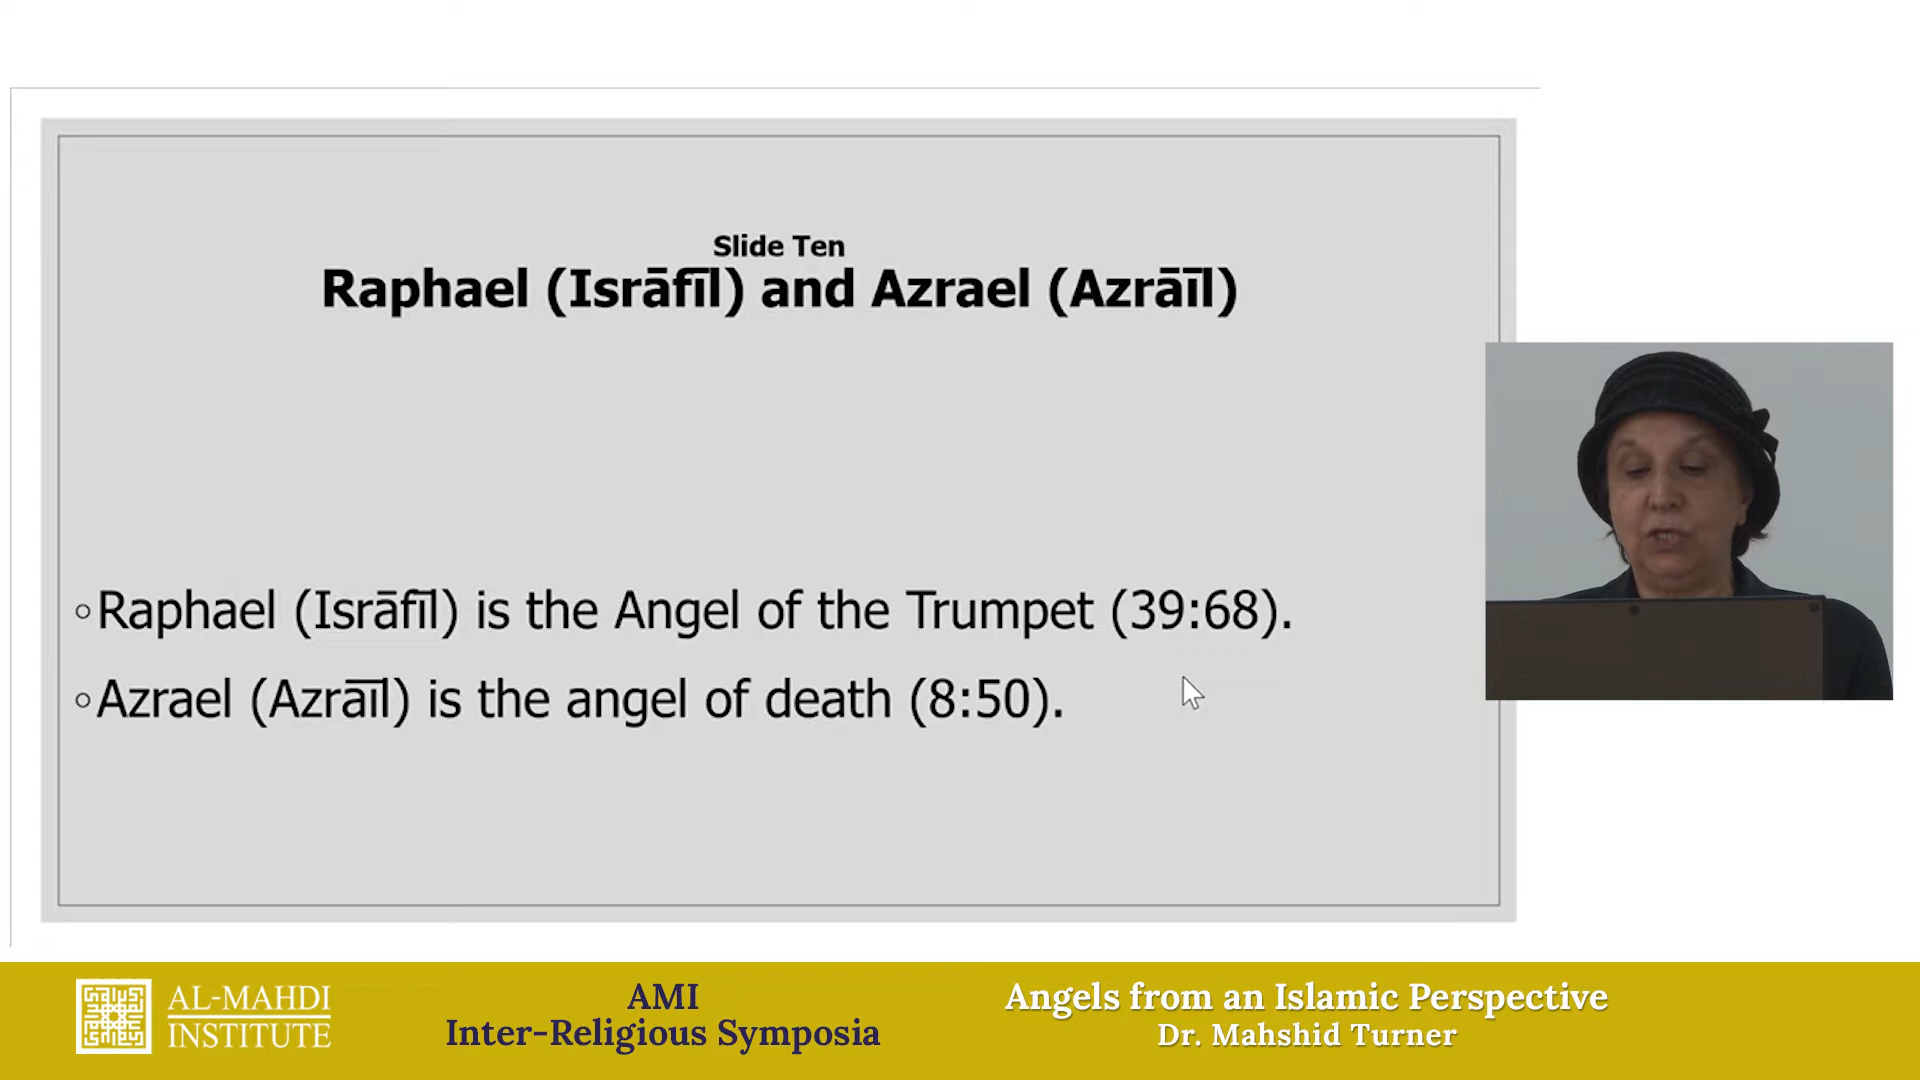 Slide Ten
Raphael (Isrāfīl) and Azrael (Azrāīl)
◦Raphael (Isrāfīl) is the Angel of the Trumpet (39:68).
◦Azrael (Azrāīl) is the angel of death (8:50).
AL-MAHDI
INSTITUTE
AMI
Inter-Religious Symposia
Angels from an Islamic Perspective
Dr. Mahshid Turner